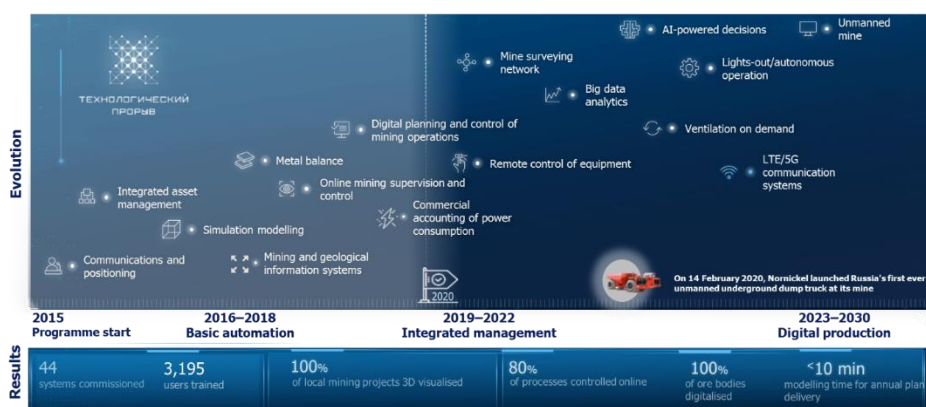 Evolution
ТЕХНОЛОГИЧЕСКИЙ
ПРОРЫВ
AI-powered decisions
Unmanned
mine
Mine surveying
network
Lights-out/autonomous
operation
Big data
analytics
Digital planning and control of
mining operations
Ventilation on demand
Metal balance
Remote control of equipment
LTE/5G
communication
systems
Integrated asset
management
Online mining supervision and
control
Commercial
accounting of power
consumption
Simulation modelling
Communications and
positioning
Mining and geological
information systems
2020
On 14 February 2020, Nornickel launched Russia's first ever
unmanned underground dump truck at its mine
2015
Programme start
2016–2018
Basic automation
2019–2022
Integrated management
2023–2030
Digital production
Results
44
systems commissioned
3,195
users trained
100%
of local mining projects 3D visualised
80%
of processes controlled online
100%
of ore bodies
digitalised
<10 min
modelling time for annual plan
delivery